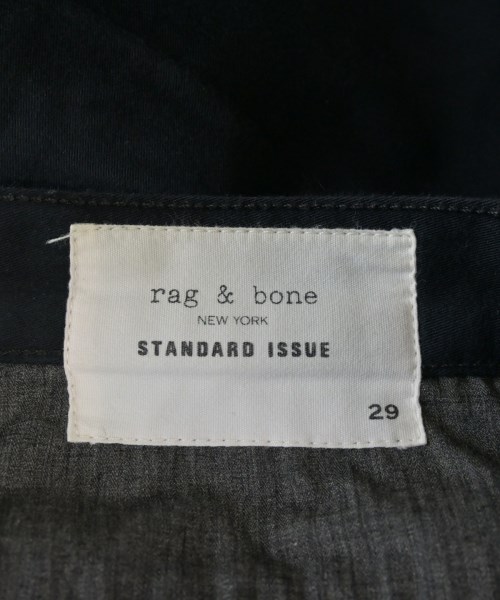 rag & bone
NEW YORK
STANDARD ISSUE
29